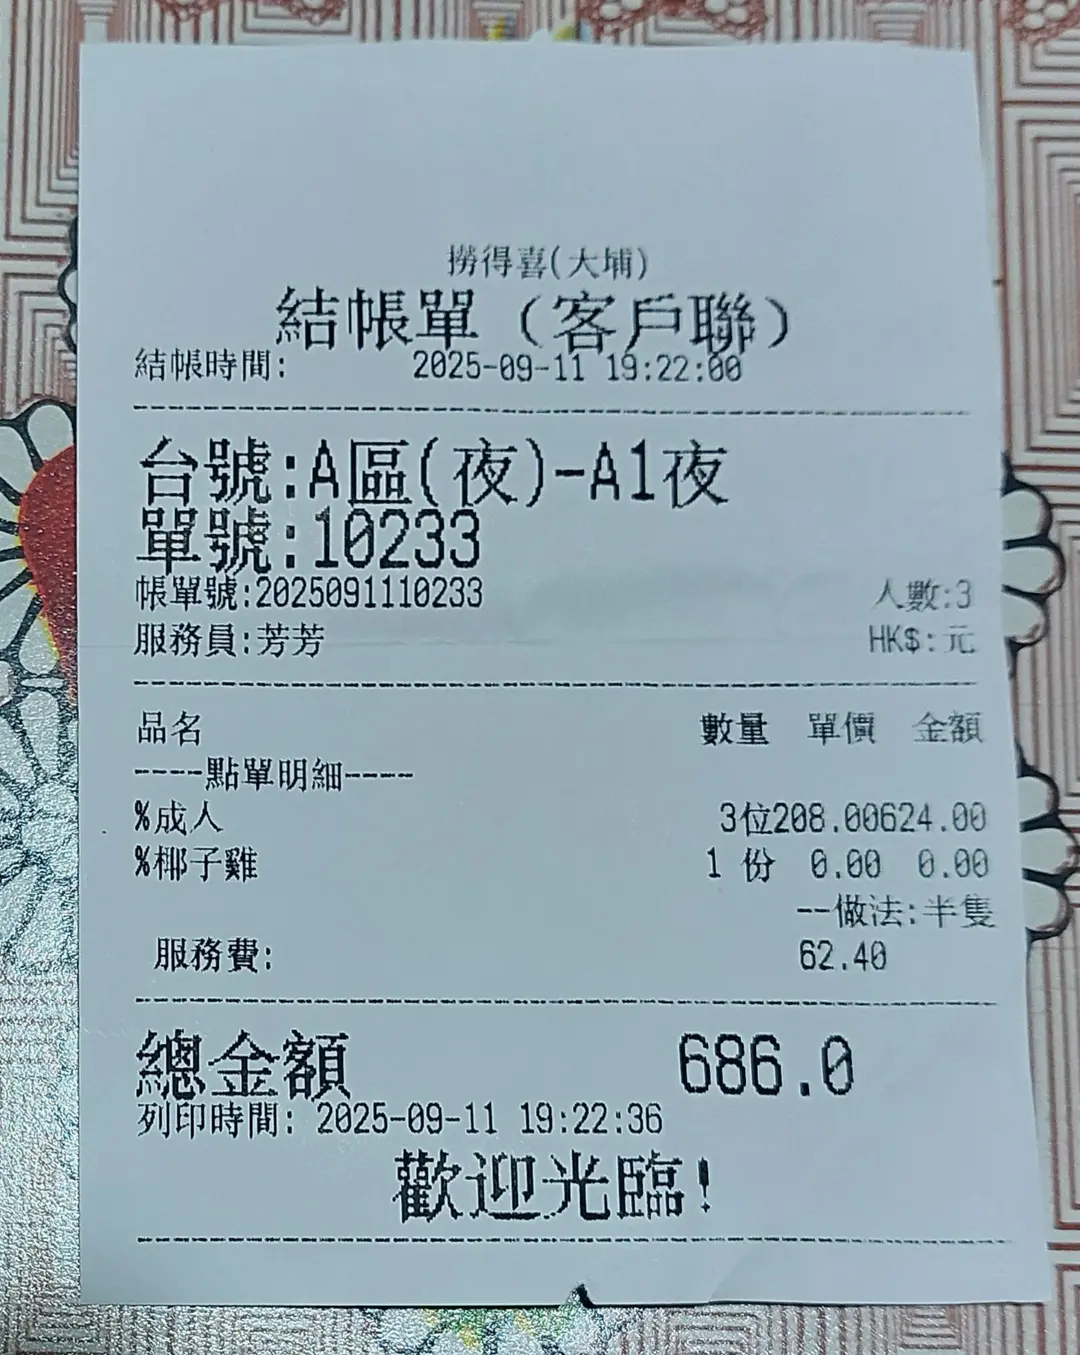 撈得喜(大埔)
結帳單（客戶聯）
結帳時間: 2025-09-11 19:22:00
台號:A區(夜)-A1夜
單號:10233
帳單號:2025091110233 人數:3
服務員:芳芳 HK$:元
品名 數量 單價 金額
----點單明細----
%成人 3位208.00624.00
%椰子雞 1 份 0.00 0.00
--做法:半隻
服務費: 62.40
總金額 686.0
列印時間: 2025-09-11 19:22:36
歡迎光臨!